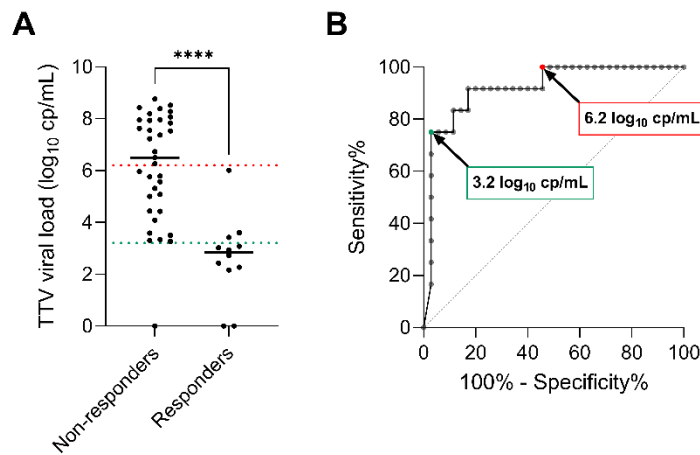 A
****
TTV viral load (log10 cp/mL)
10
8
6
4
2
0
Non-responders
Responders
B
Sensitivity%
100
80
60
40
20
0
6.2 log10 cp/mL
3.2 log10 cp/mL
0 20 40 60 80 100
100% - Specificity%